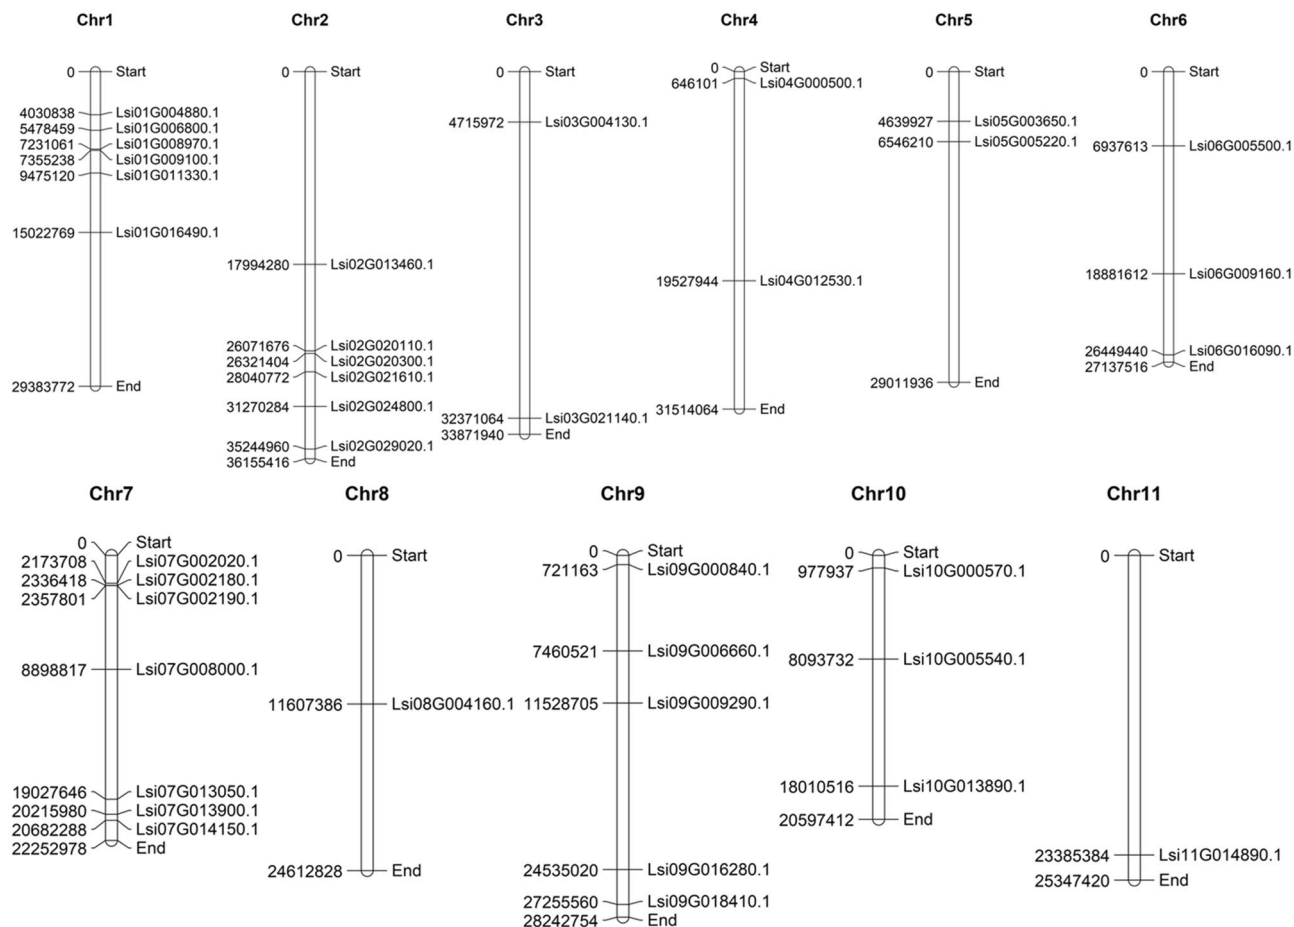 Chr1
0 Start
4030838 Lsi01G004880.1
5478459 Lsi01G006800.1
7231061 Lsi01G008970.1
7355238 Lsi01G009100.1
9475120 Lsi01G011330.1
15022769 Lsi01G016490.1
29383772 End
Chr2
0 Start
17994280 Lsi02G013460.1
26071676 Lsi02G020110.1
26321404 Lsi02G020300.1
28040772 Lsi02G021610.1
31270284 Lsi02G024800.1
35244960 Lsi02G029020.1
36155416 End
Chr3
0 Start
4715972 Lsi03G004130.1
32371064 Lsi03G021140.1
33871940 End
Chr4
0 Start
646101 Lsi04G000500.1
19527944 Lsi04G012530.1
31514064 End
Chr5
0 Start
4639927 Lsi05G003650.1
6546210 Lsi05G005220.1
29011936 End
Chr6
0 Start
6937613 Lsi06G005500.1
18881612 Lsi06G009160.1
26449440 Lsi06G016090.1
27137516 End
Chr7
0 Start
2173708 Lsi07G002020.1
2336418 Lsi07G002180.1
2357801 Lsi07G002190.1
8898817 Lsi07G008000.1
19027646 Lsi07G013050.1
20215980 Lsi07G013900.1
20682288 Lsi07G014150.1
22252978 End
Chr8
0 Start
11607386 Lsi08G004160.1
24612828 End
Chr9
0 Start
721163 Lsi09G000840.1
7460521 Lsi09G006660.1
11528705 Lsi09G009290.1
24535020 Lsi09G016280.1
27255560 Lsi09G018410.1
28242754 End
Chr10
0 Start
977937 Lsi10G000570.1
8093732 Lsi10G005540.1
18010516 Lsi10G013890.1
20597412 End
Chr11
0 Start
23385384 Lsi11G014890.1
25347420 End